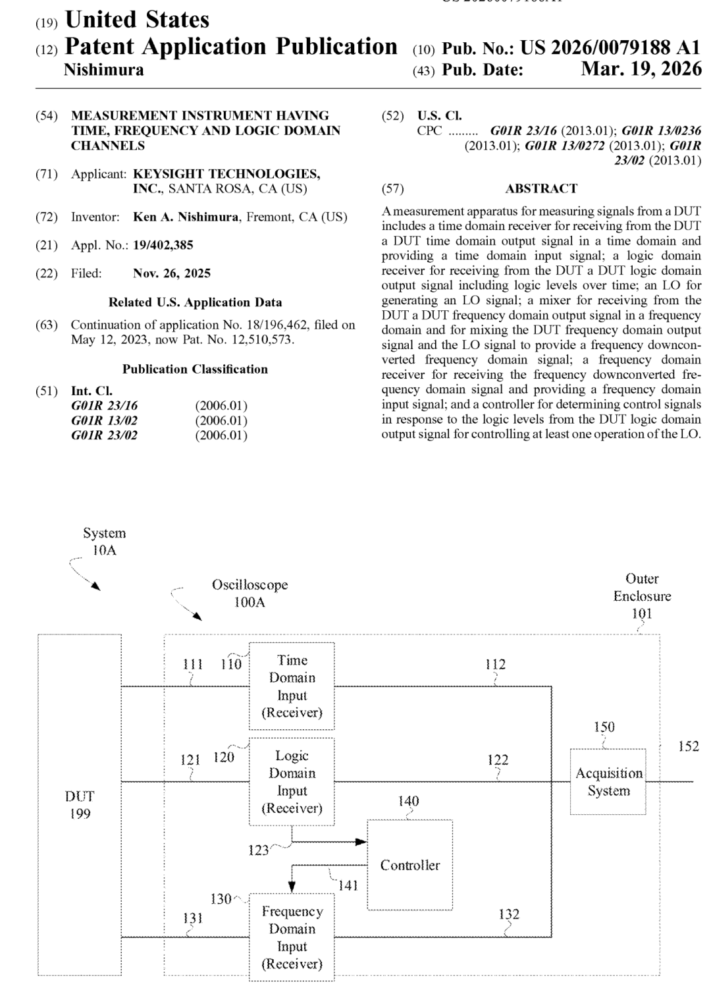 (19) United States
(12) Patent Application Publication
Nishimura
(10) Pub. No.: US 2026/0079188 A1
(43) Pub. Date: Mar. 19, 2026
(54) MEASUREMENT INSTRUMENT HAVING
TIME, FREQUENCY AND LOGIC DOMAIN
CHANNELS
(71) Applicant: KEYSIGHT TECHNOLOGIES,
INC., SANTA ROSA, CA (US)
(72) Inventor: Ken A. Nishimura, Fremont, CA (US)
(21) Appl. No.: 19/402,385
(22) Filed: Nov. 26, 2025
Related U.S. Application Data
(63) Continuation of application No. 18/196,462, filed on
May 12, 2023, now Pat. No. 12,510,573.
Publication Classification
(51) Int. Cl.
G01R 23/16 (2006.01)
G01R 13/02 (2006.01)
G01R 23/02 (2006.01)
(52) U.S. Cl.
CPC ......... G01R 23/16 (2013.01); G01R 13/0236
(2013.01); G01R 13/0272 (2013.01); G01R
23/02 (2013.01)
(57) ABSTRACT
A measurement apparatus for measuring signals from a DUT
includes a time domain receiver for receiving from the DUT
a DUT time domain output signal in a time domain and
providing a time domain input signal; a logic domain
receiver for receiving from the DUT a DUT logic domain
output signal including logic levels over time; an LO for
generating an LO signal; a mixer for receiving from the
DUT a DUT frequency domain output signal in a frequency
domain and for mixing the DUT frequency domain output
signal and the LO signal to provide a frequency downcon-
verted frequency domain signal; a frequency domain
receiver for receiving the frequency downconverted fre-
quency domain signal and providing a frequency domain
input signal; and a controller for determining control signals
in response to the logic levels from the DUT logic domain
output signal for controlling at least one operation of the LO.
System
10A
Oscilloscope
100A
Outer
Enclosure
101
111
110
Time
Domain
Input
(Receiver)
112
121
120
Logic
Domain
Input
(Receiver)
122
150
Acquisition
System
152
DUT
199
123
140
Controller
141
130
131
Frequency
Domain
Input
(Receiver)
132